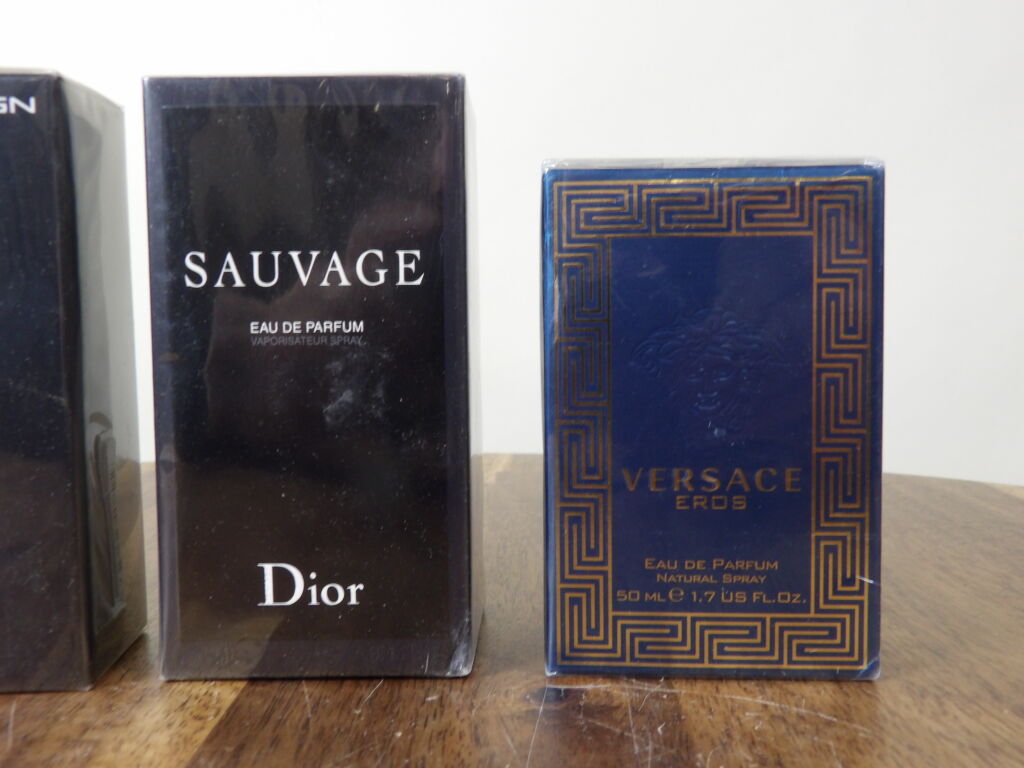 GN
SAUVAGE
EAU DE PARFUM
VAPORISATEUR SPRAY
Dior
VERSACE
EROS
EAU DE PARFUM
NATURAL SPRAY
50 ML e 1.7 US FL.OZ.